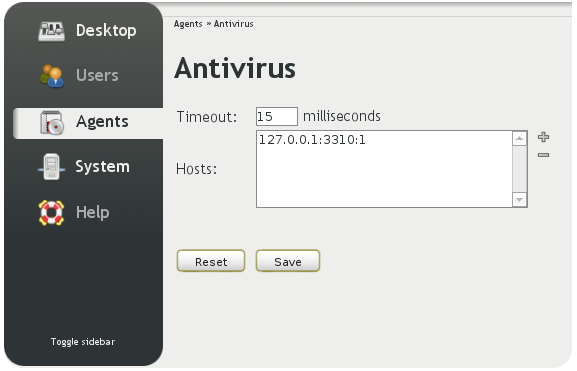 Desktop
Users
Agents
System
Help
Toggle sidebar
Agents » Antivirus
Antivirus
Timeout: 15 milliseconds
Hosts: 127.0.0.1:3310:1
Reset Save